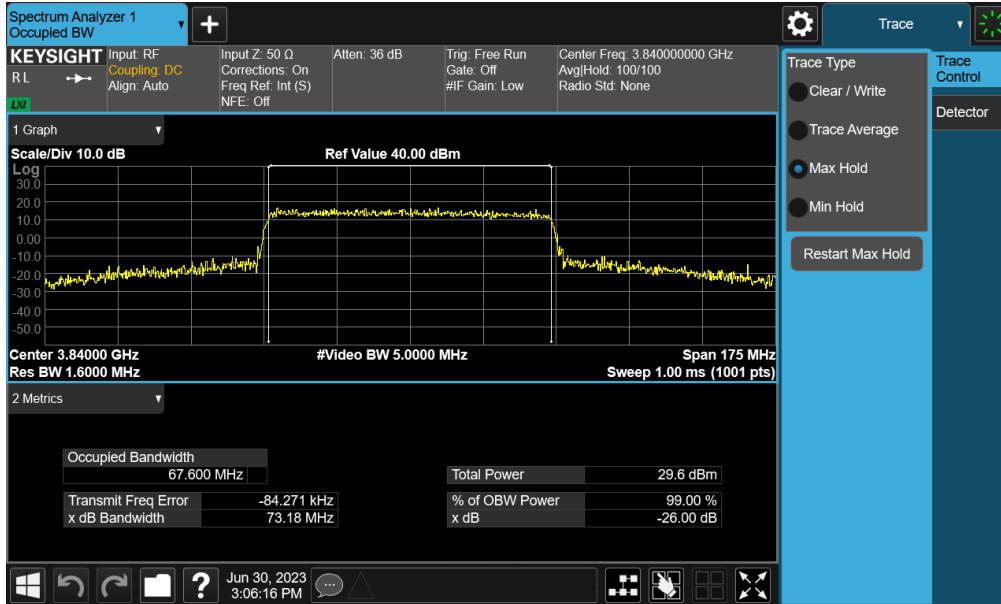 Spectrum Analyzer 1
Occupied BW
+
Trace
KEYSIGHT
RL
LXI
Input: RF
Coupling: DC
Align: Auto
Input Z: 50 Ω
Corrections: On
Freq Ref: Int (S)
NFE: Off
Atten: 36 dB
Trig: Free Run
Gate: Off
#IF Gain: Low
Center Freq: 3.840000000 GHz
Avg|Hold: 100/100
Radio Std: None
1 Graph
Scale/Div 10.0 dB
Ref Value 40.00 dBm
Log
30.0
20.0
10.0
0.00
-10.0
-20.0
-30.0
-40.0
-50.0
Center 3.84000 GHz
#Video BW 5.0000 MHz
Span 175 MHz
Res BW 1.6000 MHz
Sweep 1.00 ms (1001 pts)
2 Metrics
Occupied Bandwidth
67.600 MHz
Total Power 29.6 dBm
Transmit Freq Error -84.271 kHz
% of OBW Power 99.00 %
x dB Bandwidth 73.18 MHz
x dB -26.00 dB
?
Jun 30, 2023
3:06:16 PM
Trace Type
Clear / Write
Trace Average
Max Hold
Min Hold
Restart Max Hold
Trace
Control
Detector